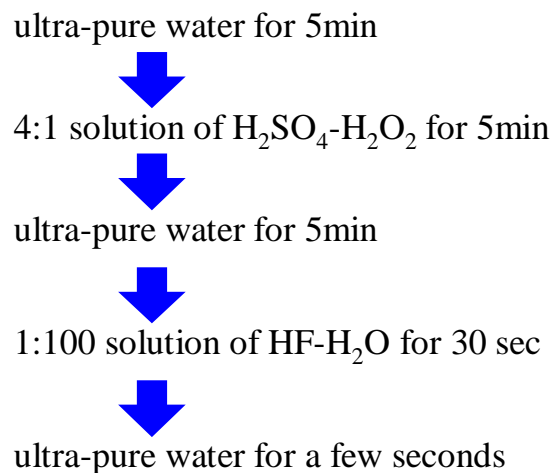 ultra-pure water for 5min
4:1 solution of H₂SO₄-H₂O₂ for 5min
ultra-pure water for 5min
1:100 solution of HF-H₂O for 30 sec
ultra-pure water for a few seconds